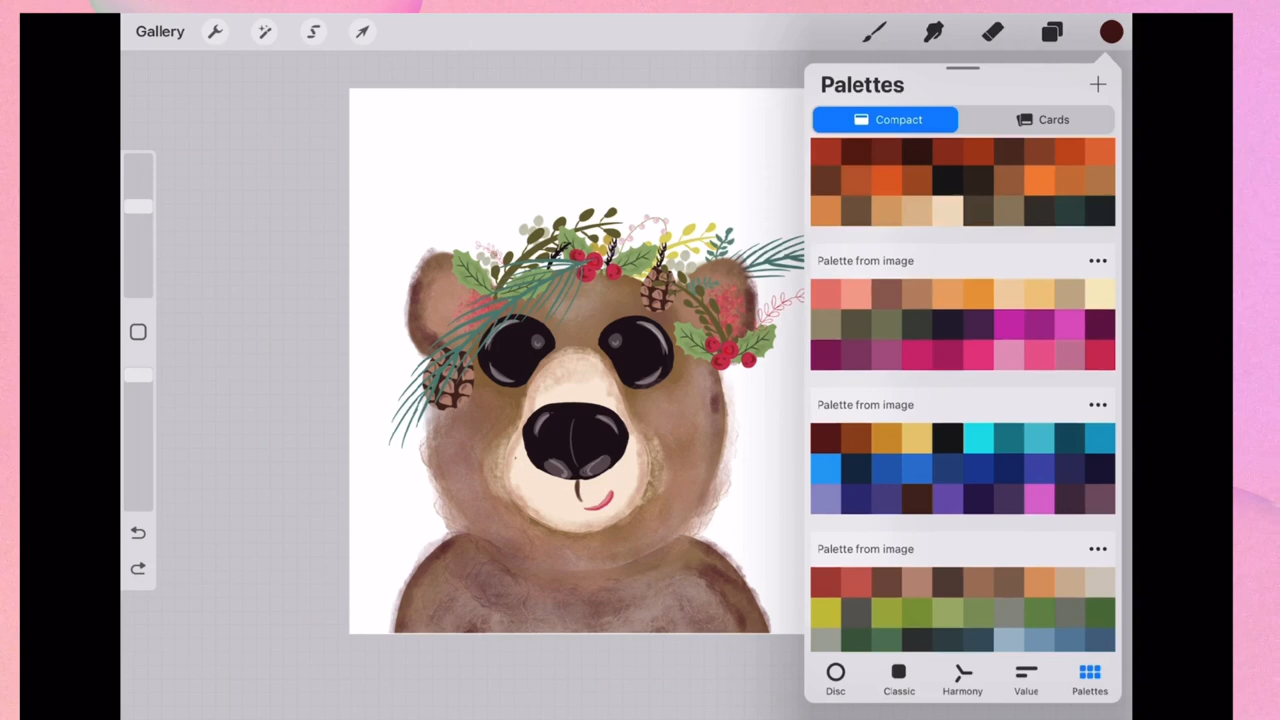 Gallery
Palettes
Compact
Cards
Palette from image
Palette from image
Palette from image
Disc
Classic
Harmony
Value
Palettes